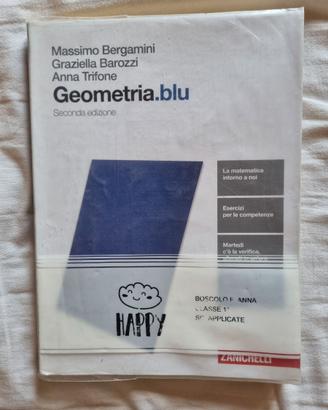 Massimo Bergamini
Graziella Barozzi
Anna Trifone
Geometria.blu
Seconda edizione
La matematica
intorno a noi
Esercizi
per le competenze
Martedì
c'è la verifica,
HAPPY
BOSCOLO F. ANNA
CLASSE 1°
APPLICATE
ZANICHELLI